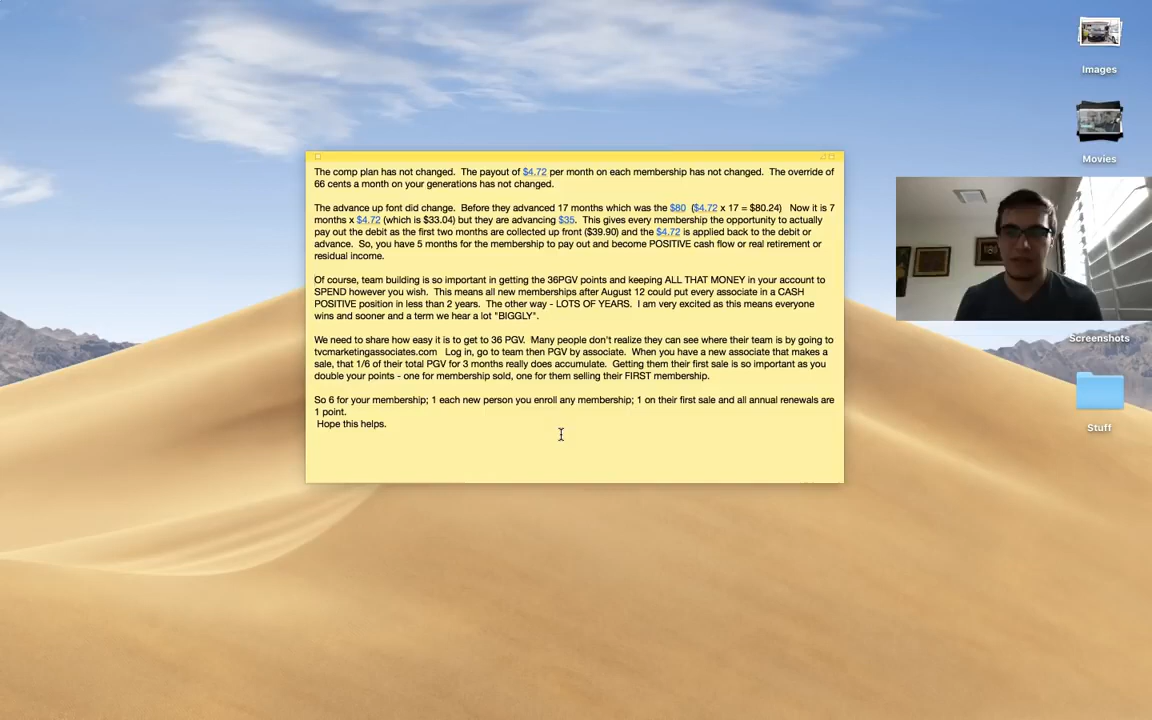 The comp plan has not changed.  The payout of $4.72 per month on each membership has not changed.  The override of
66 cents a month on your generations has not changed.
The advance up font did change.  Before they advanced 17 months which was the $80  ($4.72 x 17 = $80.24)   Now it is 7
months x $4.72 (which is $33.04) but they are advancing $35.  This gives every membership the opportunity to actually
pay out the debit as the first two months are collected up front ($39.90) and the $4.72 is applied back to the debit or
advance.  So, you have 5 months for the membership to pay out and become POSITIVE cash flow or real retirement or
residual income.
Of course, team building is so important in getting the 36PGV points and keeping ALL THAT MONEY in your account to
SPEND however you wish.  This means all new memberships after August 12 could put every associate in a CASH
POSITIVE position in less than 2 years.  The other way - LOTS OF YEARS.  I am very excited as this means everyone
wins and sooner and a term we hear a lot "BIGGLY".
We need to share how easy it is to get to 36 PGV.  Many people don't realize they can see where their team is by going to
tvcmarketingassociates.com   Log in, go to team then PGV by associate.  When you have a new associate that makes a
sale, that 1/6 of their total PGV for 3 months really does accumulate.  Getting them their first sale is so important as you
double your points - one for membership sold, one for them selling their FIRST membership.
So 6 for your membership; 1 each new person you enroll any membership; 1 on their first sale and all annual renewals are
1 point.
Hope this helps.
Images
Movies
Screenshots
Stuff